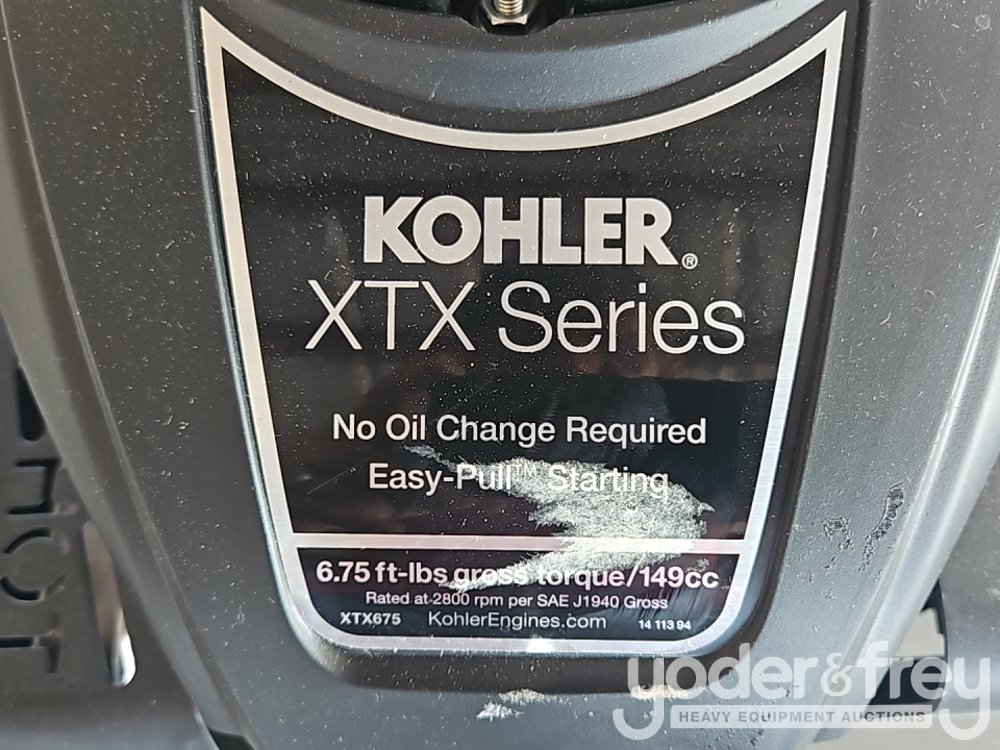 KOHLER®
XTX Series
No Oil Change Required
Easy-Pull™ Starting
6.75 ft-lbs gross torque/149cc
Rated at 2800 rpm per SAE J1940 Gross
XTX675 KohlerEngines.com 14 113 94
yoder&frey
HEAVY EQUIPMENT AUCTIONS